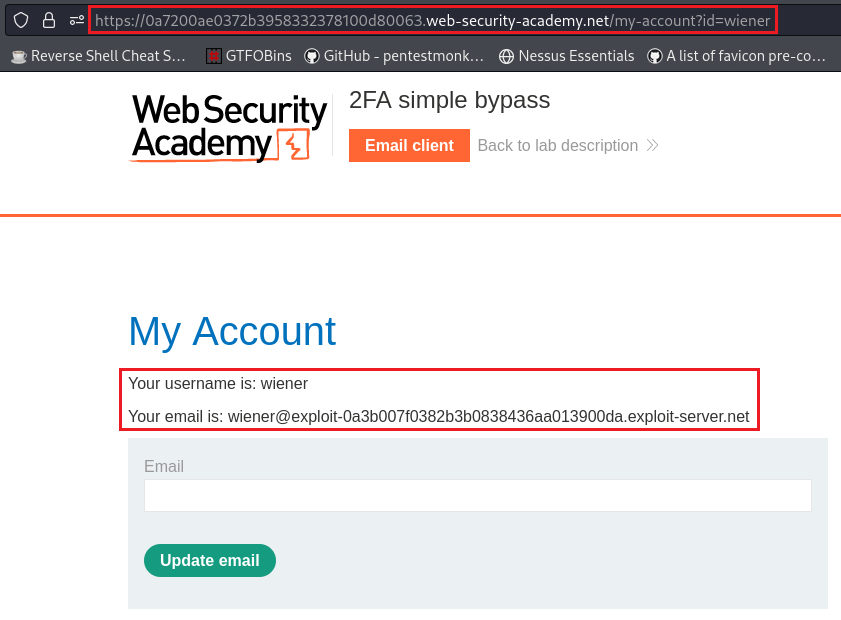 https://0a7200ae0372b3958332378100d80063.web-security-academy.net/my-account?id=wiener
Reverse Shell Cheat S… GTFOBins GitHub - pentestmonk… Nessus Essentials A list of favicon pre-co…
Web Security
Academy
2FA simple bypass
Email client Back to lab description
My Account
Your username is: wiener
Your email is: wiener@exploit-0a3b007f0382b3b0838436aa013900da.exploit-server.net
Email
Update email